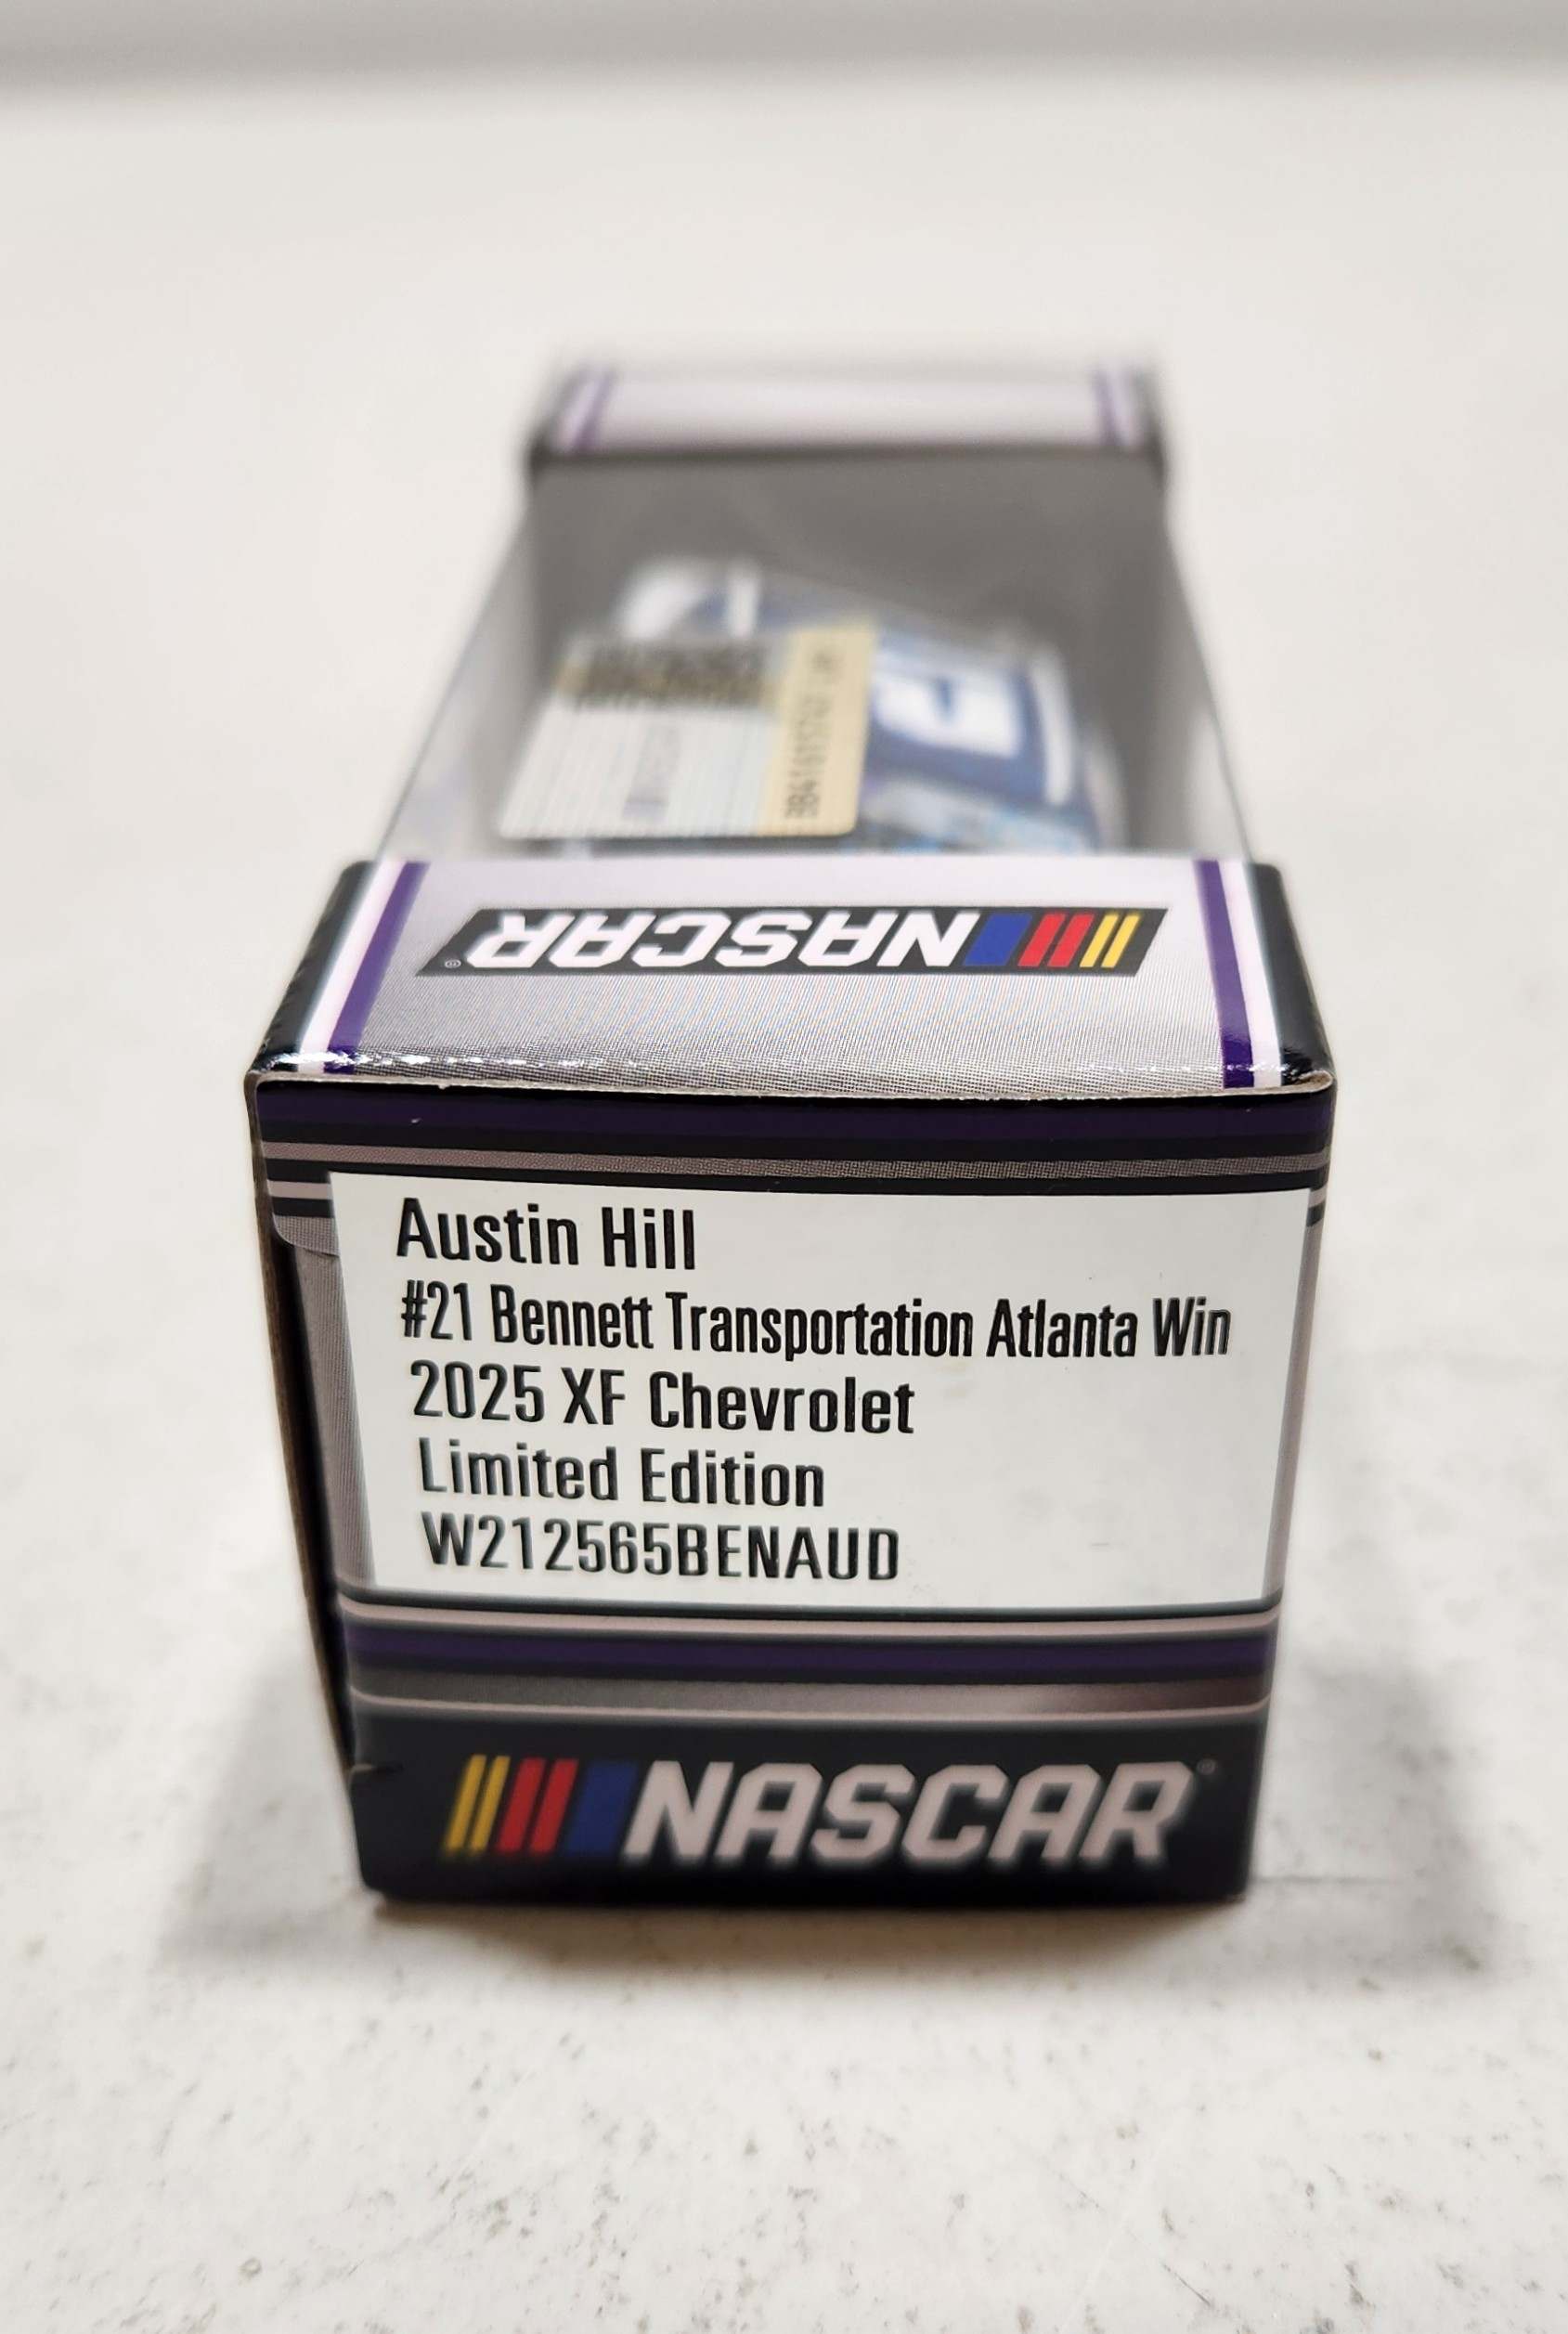 NASCAR
Austin Hill
#21 Bennett Transportation Atlanta Win
2025 XF Chevrolet
Limited Edition
W212565BENAUD
NASCAR